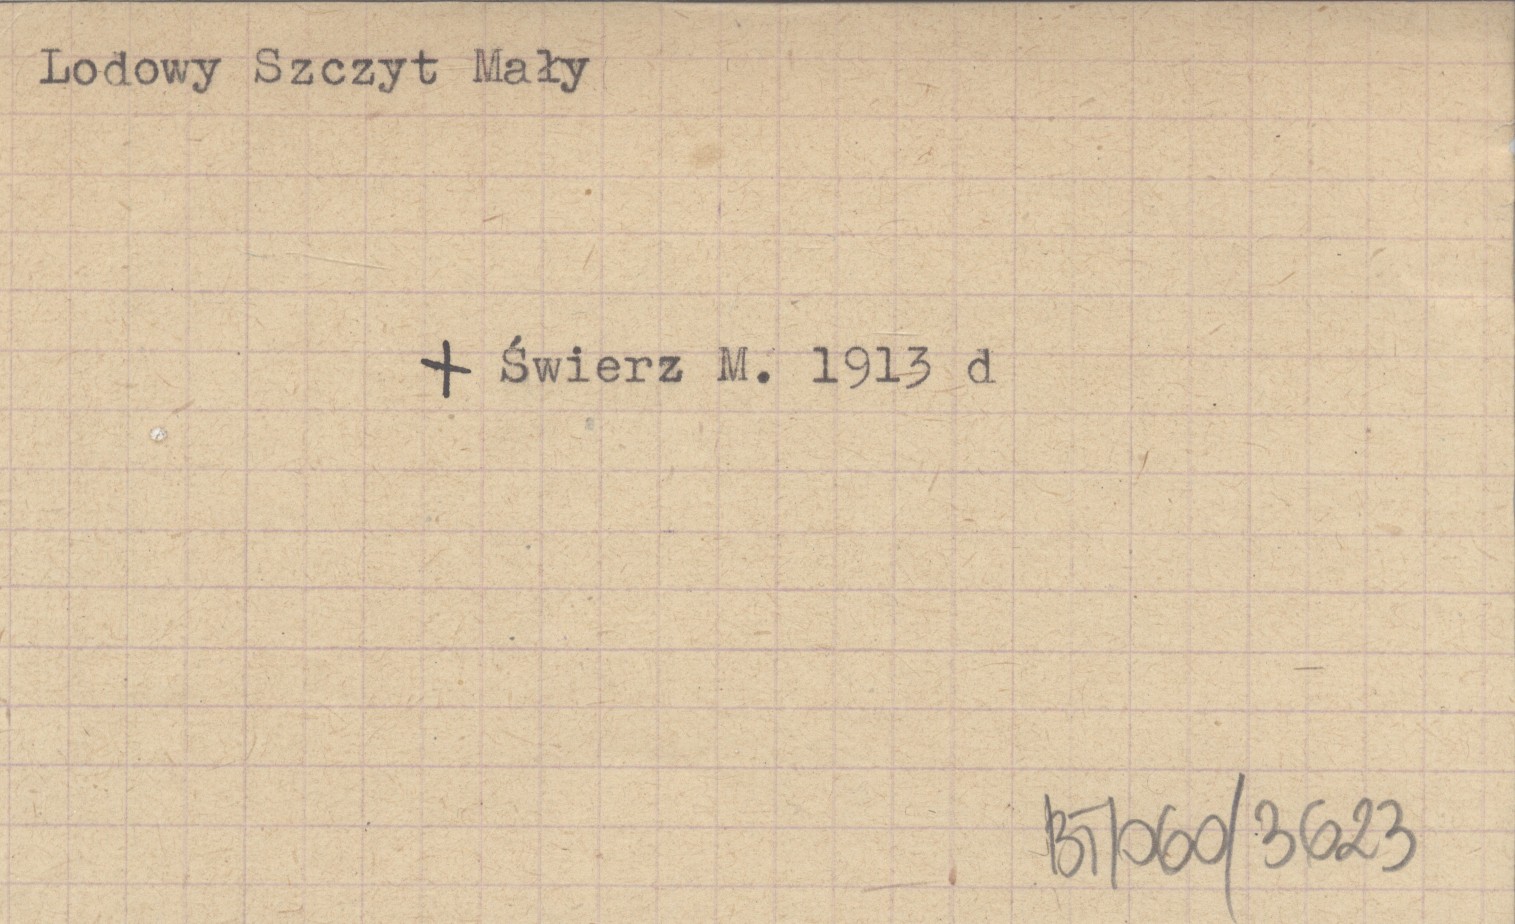 Lodowy Szczyt Mały
+ Świerz M. 1913 d
BT/060/3623